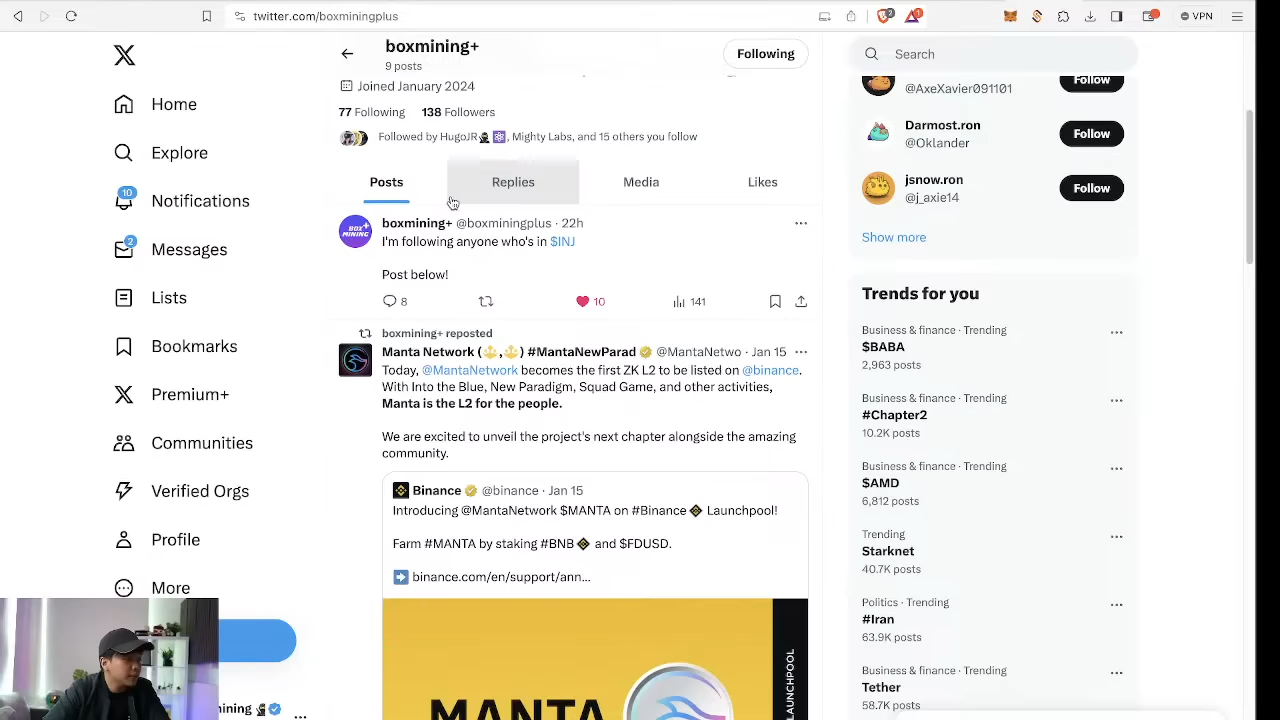 twitter.com/boxminingplus
2
1
VPN
boxmining+
9 posts
Following
Joined January 2024
77 Following 138 Followers
Followed by HugoJR, Mighty Labs, and 15 others you follow
Posts
Replies
Media
Likes
Home
Explore
10
Notifications
2
Messages
Lists
Bookmarks
Premium+
Communities
Verified Orgs
Profile
More
ning
BOX+
MINING
boxmining+ @boxminingplus · 22h
I'm following anyone who's in $INJ
Post below!
8
10
141
boxmining+ reposted
Manta Network ( , ) #MantaNewParad @MantaNetwo · Jan 15
Today, @MantaNetwork becomes the first ZK L2 to be listed on @binance.
With Into the Blue, New Paradigm, Squad Game, and other activities,
Manta is the L2 for the people.
We are excited to unveil the project's next chapter alongside the amazing
community.
Binance @binance · Jan 15
Introducing @MantaNetwork $MANTA on #Binance Launchpool!
Farm #MANTA by staking #BNB and $FDUSD.
binance.com/en/support/ann...
MANTA
LAUNCHPOOL
Search
@AxeXavier091101
Follow
Darmost.ron
@Oklander
Follow
jsnow.ron
@j_axie14
Follow
Show more
Trends for you
Business & finance · Trending
$BABA
2,963 posts
Business & finance · Trending
#Chapter2
10.2K posts
Business & finance · Trending
$AMD
6,812 posts
Trending
Starknet
40.7K posts
Politics · Trending
#Iran
63.9K posts
Business & finance · Trending
Tether
58.7K posts